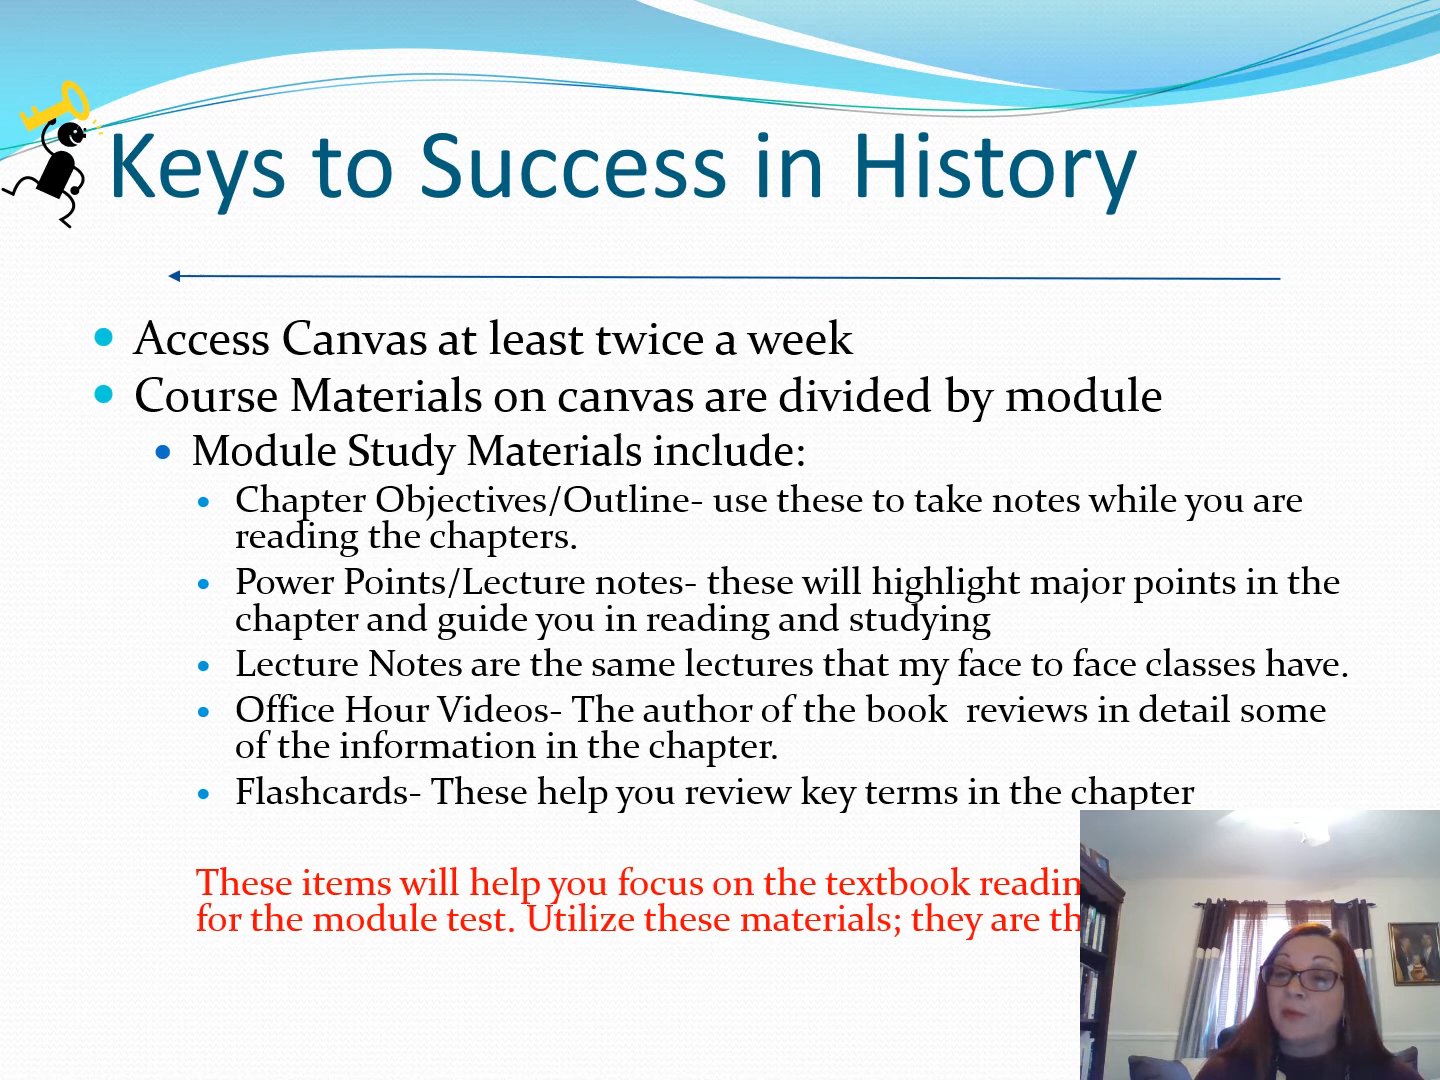 Keys to Success in History
Access Canvas at least twice a week
Course Materials on canvas are divided by module
Module Study Materials include:
Chapter Objectives/Outline- use these to take notes while you are
reading the chapters.
Power Points/Lecture notes- these will highlight major points in the
chapter and guide you in reading and studying
Lecture Notes are the same lectures that my face to face classes have.
Office Hour Videos- The author of the book  reviews in detail some
of the information in the chapter.
Flashcards- These help you review key terms in the chapter
These items will help you focus on the textbook
for the module test. Utilize these materials; they are